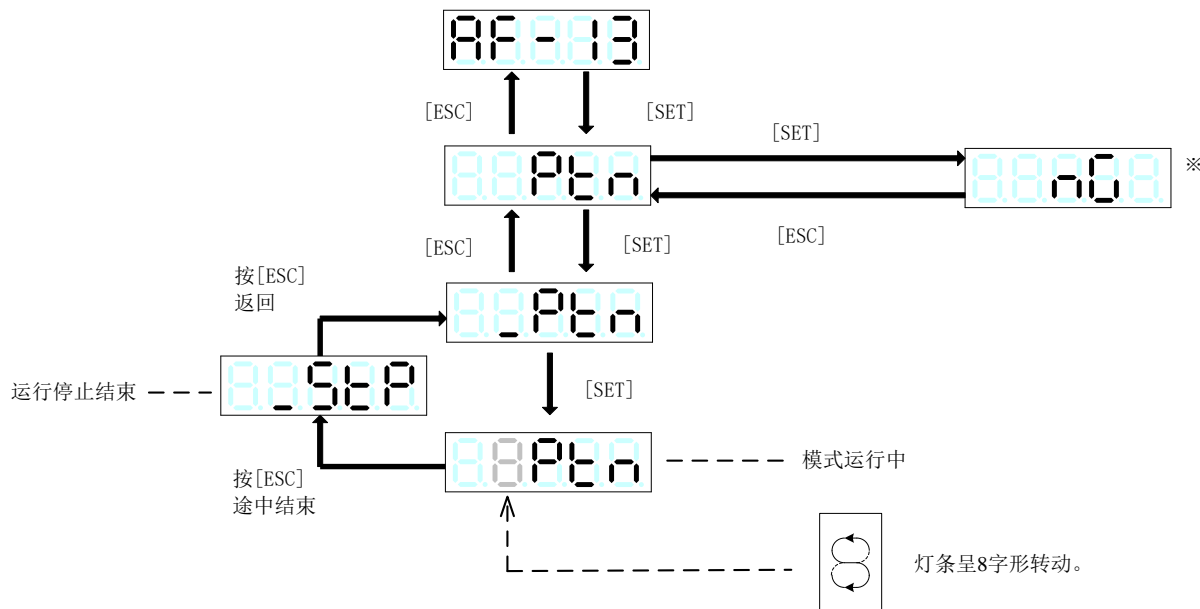 AF-13
[ESC]
[SET]
[SET]
Ptn
nG
※
[ESC]
[SET]
[ESC]
按[ESC]
返回
_Ptn
运行停止结束
_StP
[SET]
Ptn
模式运行中
按[ESC]
途中结束
灯条呈8字形转动。